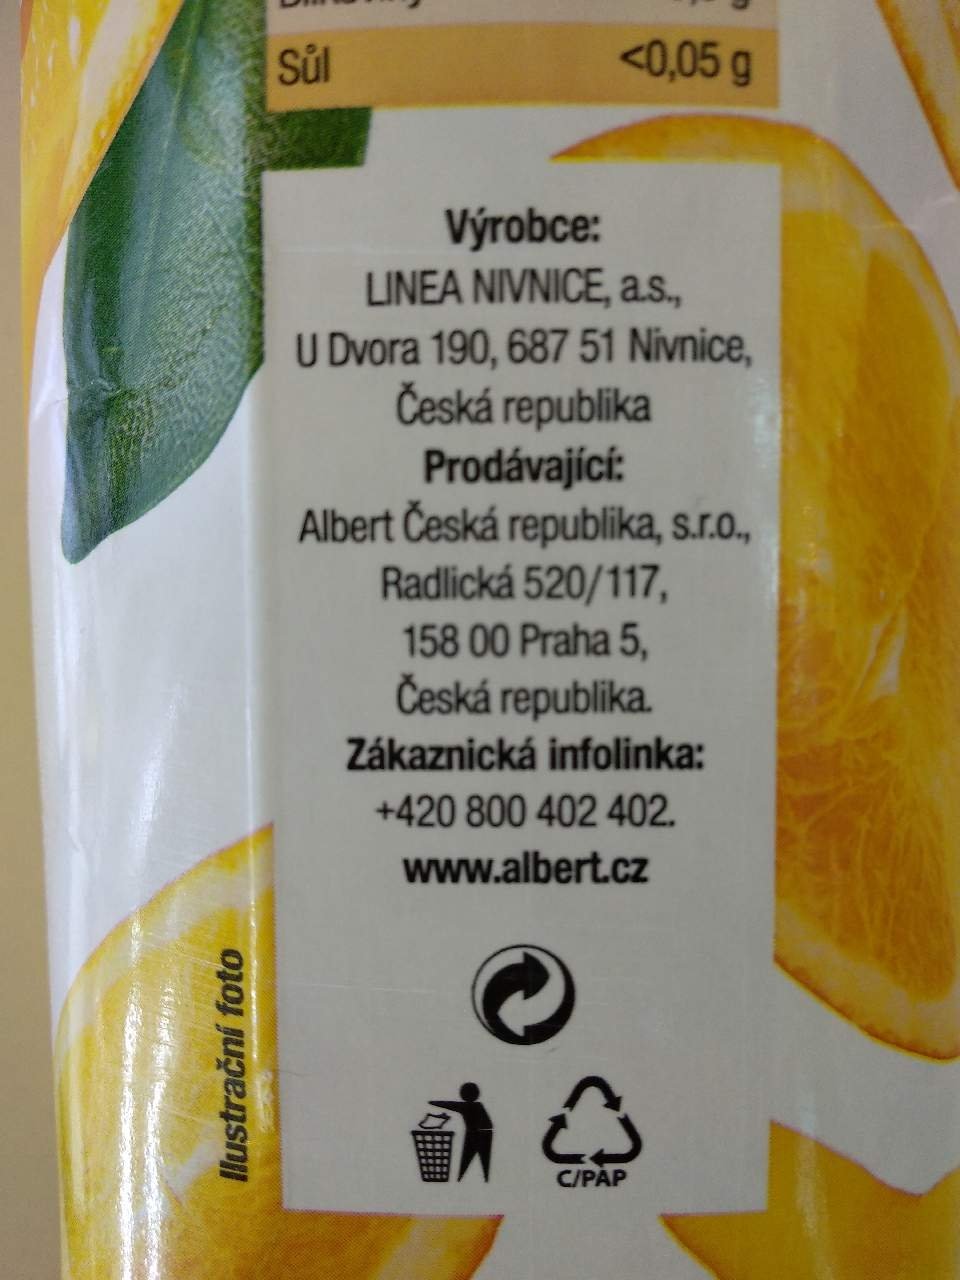 Sůl <0,05 g
Výrobce:
LINEA NIVNICE, a.s.,
U Dvora 190, 687 51 Nivnice,
Česká republika
Prodávající:
Albert Česká republika, s.r.o.,
Radlická 520/117,
158 00 Praha 5,
Česká republika.
Zákaznická infolinka:
+420 800 402 402.
www.albert.cz
Ilustrační foto
C/PAP